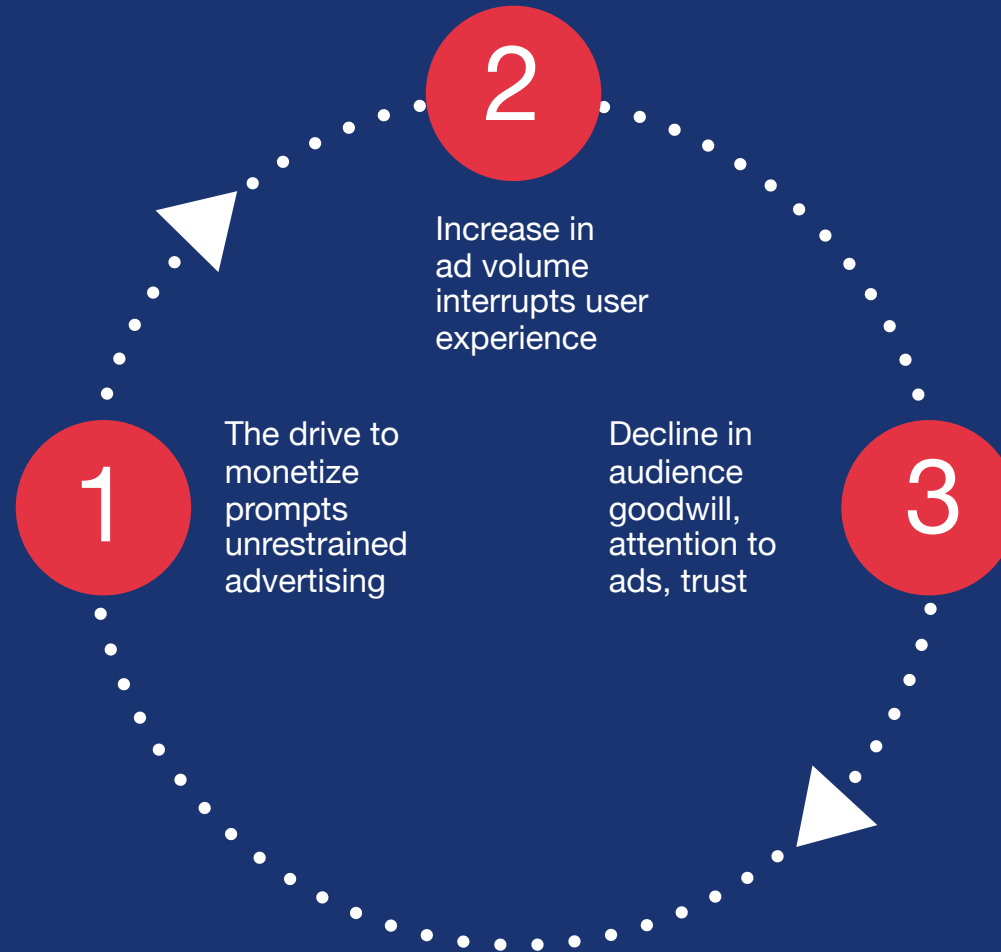 1
The drive to
monetize
prompts
unrestrained
advertising
2
Increase in
ad volume
interrupts user
experience
3
Decline in
audience
goodwill,
attention to
ads, trust